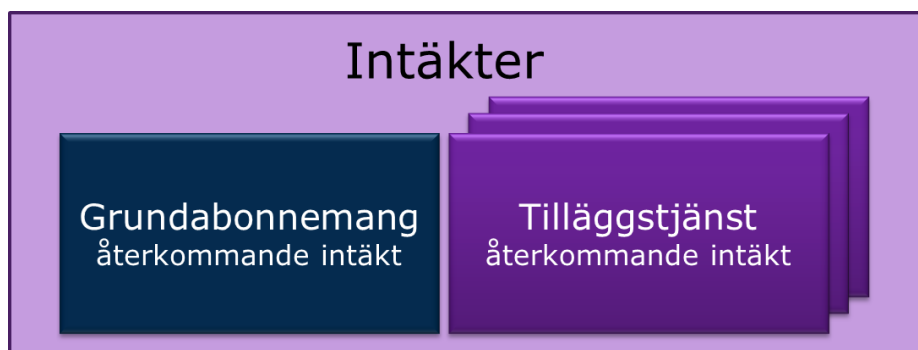 Intäkter
Grundabonnemang
återkommande intäkt
Tilläggstjänst
återkommande intäkt